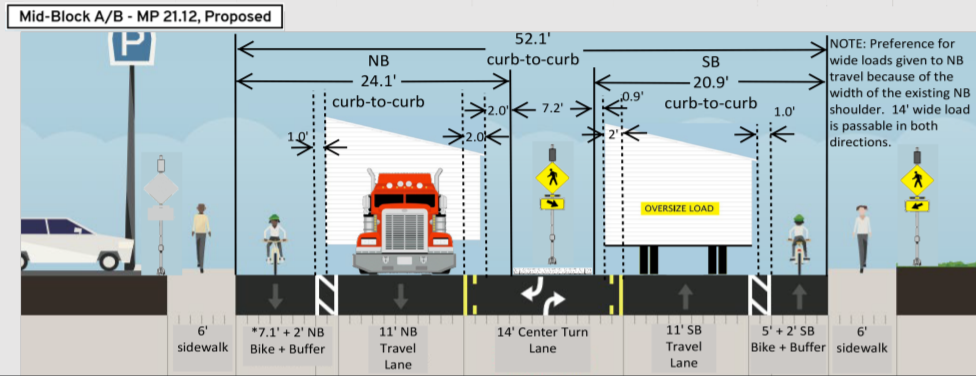 Mid-Block A/B - MP 21.12, Proposed
P
52.1'
curb-to-curb
NB
24.1'
curb-to-curb
SB
20.9'
curb-to-curb
NOTE: Preference for
wide loads given to NB
travel because of the
width of the existing NB
shoulder. 14' wide load
is passable in both
directions.
1.0'
2.0'
2.0
7.2'
0.9'
2'
1.0'
OVERSIZE LOAD
6'
sidewalk
*7.1' + 2' NB
Bike + Buffer
11' NB
Travel
Lane
14' Center Turn
Lane
11' SB
Travel
Lane
5' + 2' SB
Bike + Buffer
6'
sidewalk